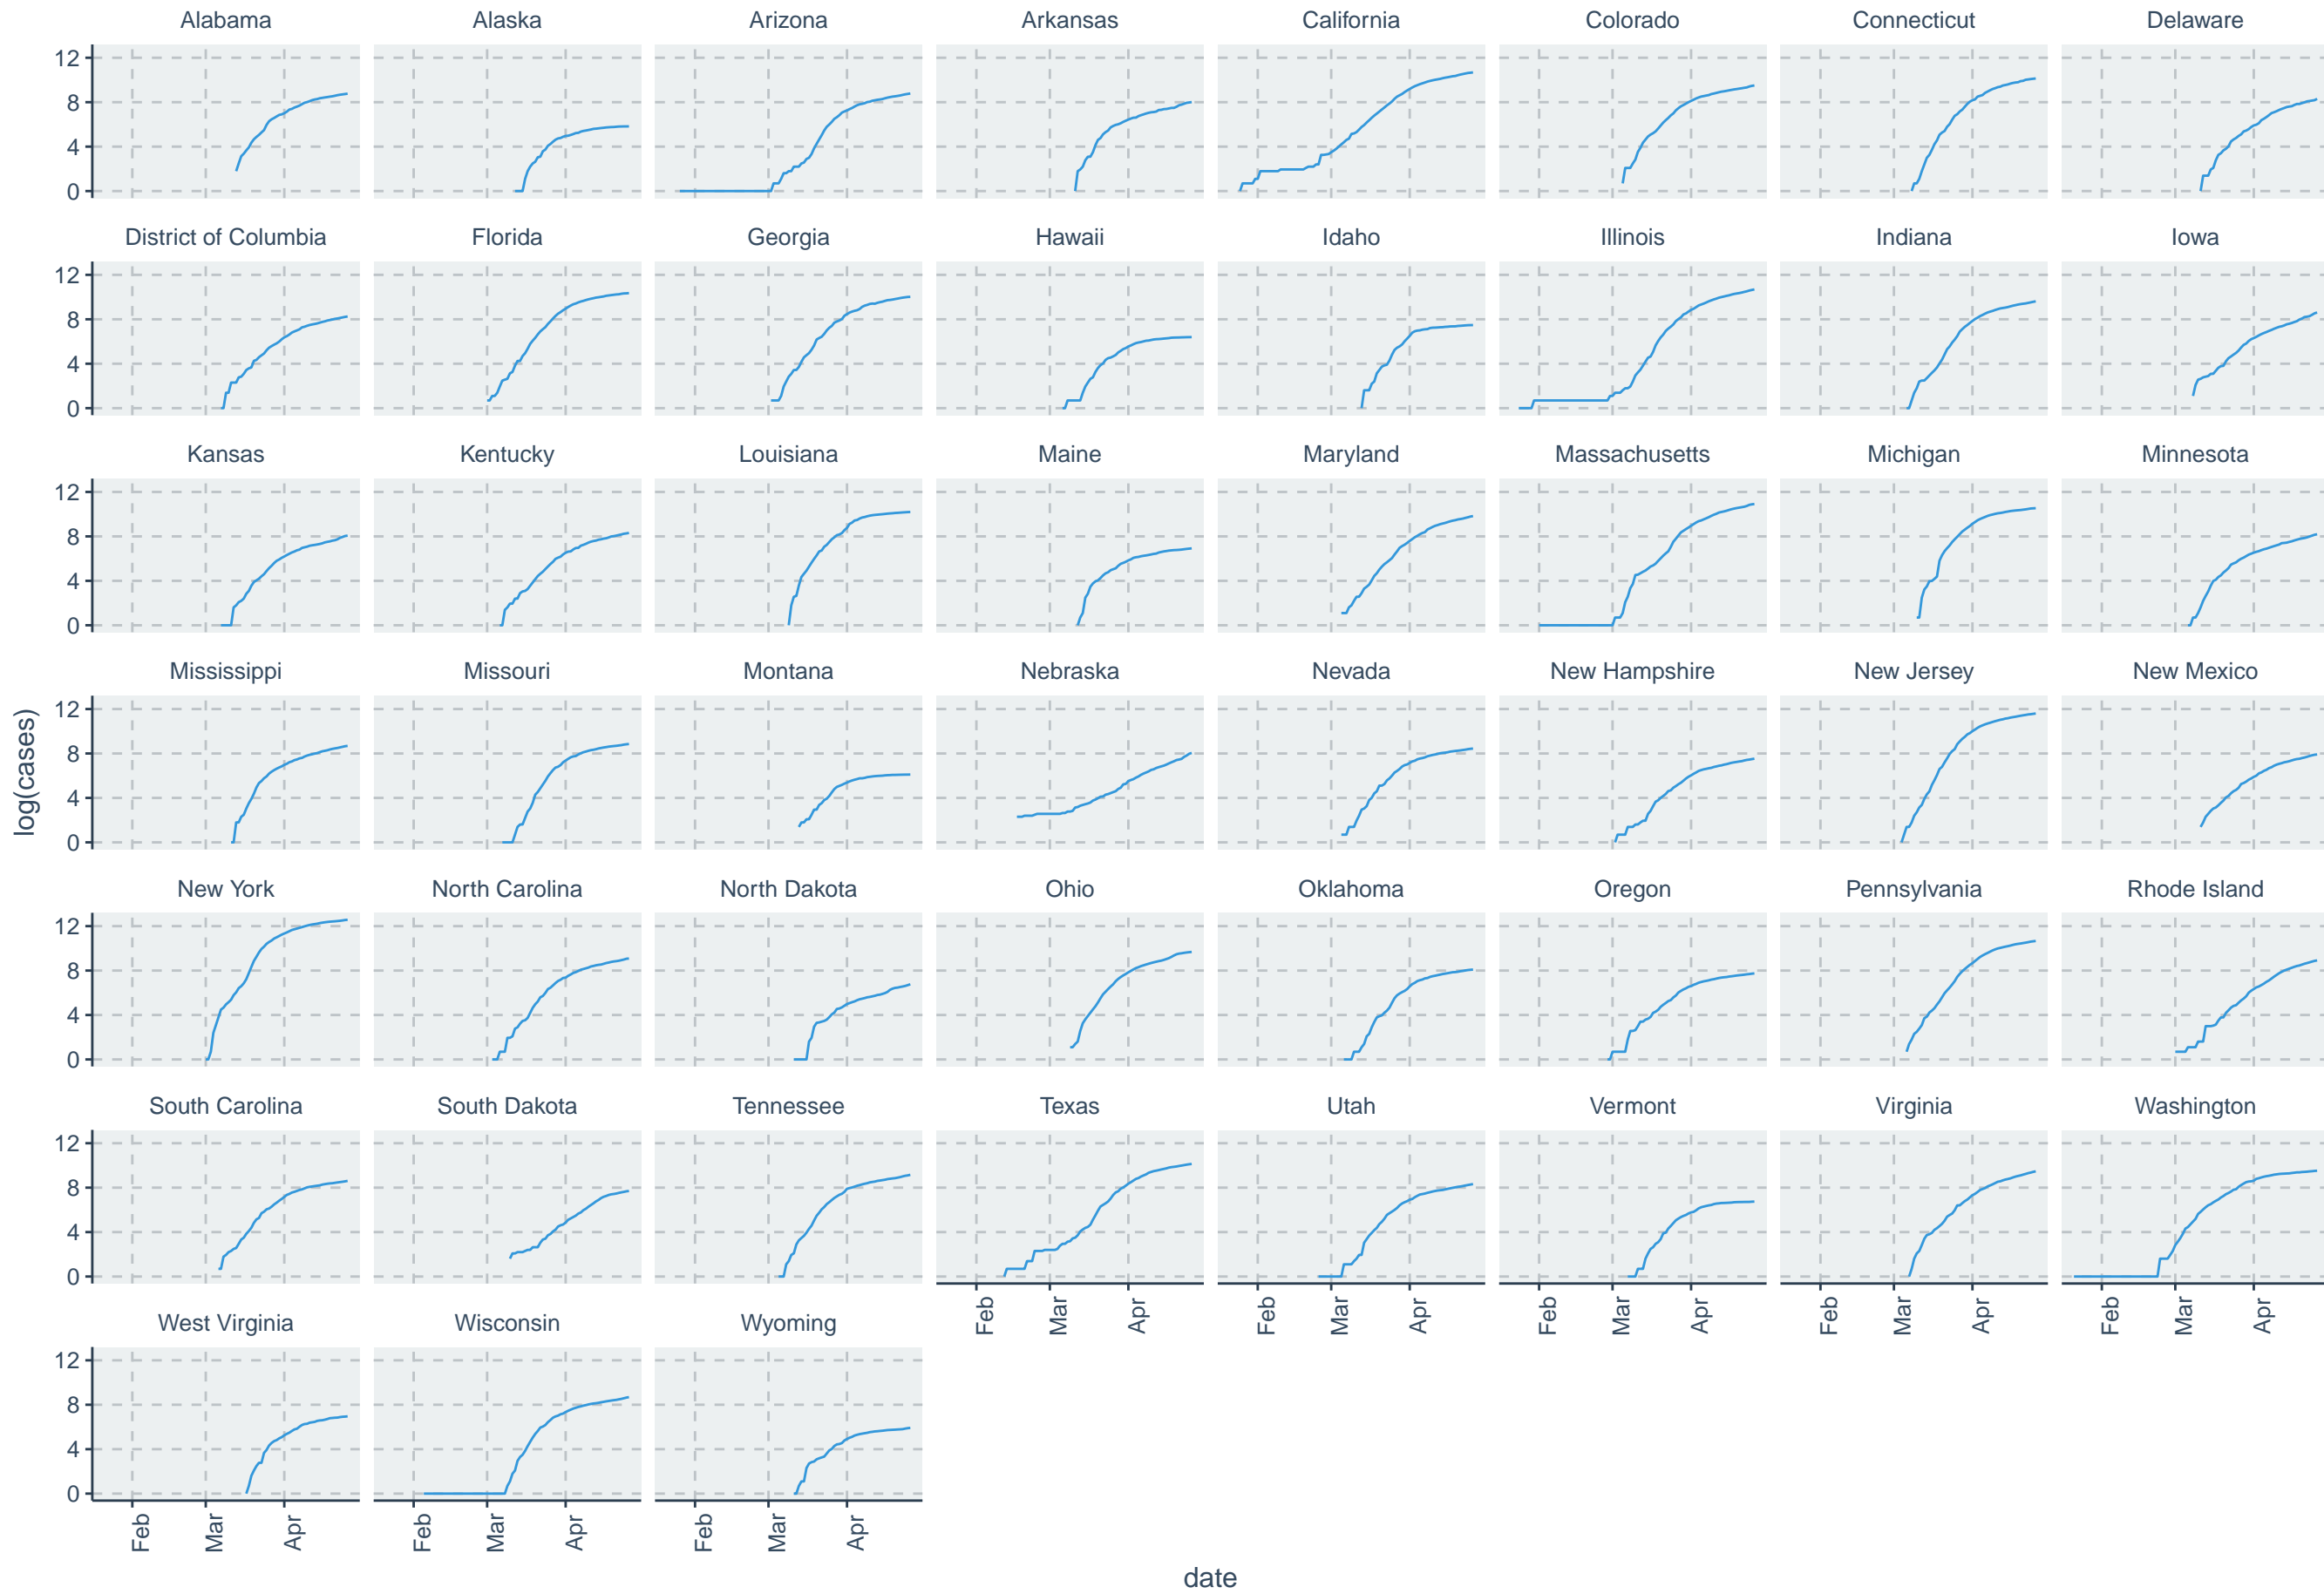 Alabama Alaska Arizona Arkansas California Colorado Connecticut Delaware
12
8
4
0
District of Columbia Florida Georgia Hawaii Idaho Illinois Indiana Iowa
12
8
4
0
Kansas Kentucky Louisiana Maine Maryland Massachusetts Michigan Minnesota
12
8
4
0
Mississippi Missouri Montana Nebraska Nevada New Hampshire New Jersey New Mexico
log(cases)
12
8
4
0
New York North Carolina North Dakota Ohio Oklahoma Oregon Pennsylvania Rhode Island
12
8
4
0
South Carolina South Dakota Tennessee Texas Utah Vermont Virginia Washington
12
8
4
0
Feb Mar Apr Feb Mar Apr Feb Mar Apr Feb Mar Apr Feb Mar Apr
West Virginia Wisconsin Wyoming
12
8
4
0
Feb Mar Apr Feb Mar Apr Feb Mar Apr
date